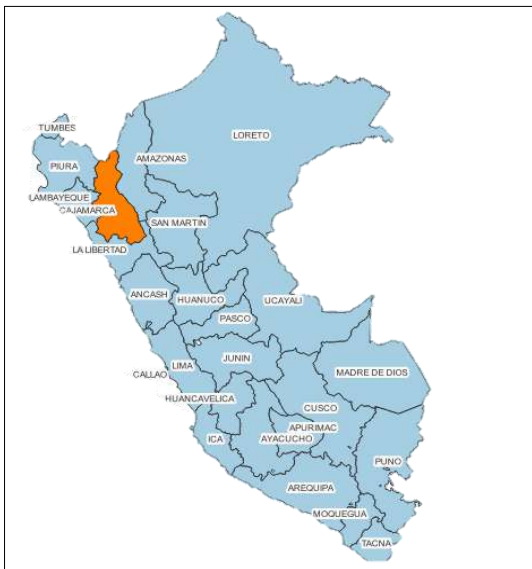 TUMBES
LORETO
AMAZONAS
PIURA
LAMBAYEQUE
CAJAMARCA
SAN MARTIN
LA LIBERTAD
ANCASH
HUANUCO
UCAYALI
PASCO
JUNIN
LIMA
CALLAO
MADRE DE DIOS
HUANCAVELICA
CUSCO
APURIMAC
ICA
AYACUCHO
PUNO
AREQUIPA
MOQUEGUA
TACNA